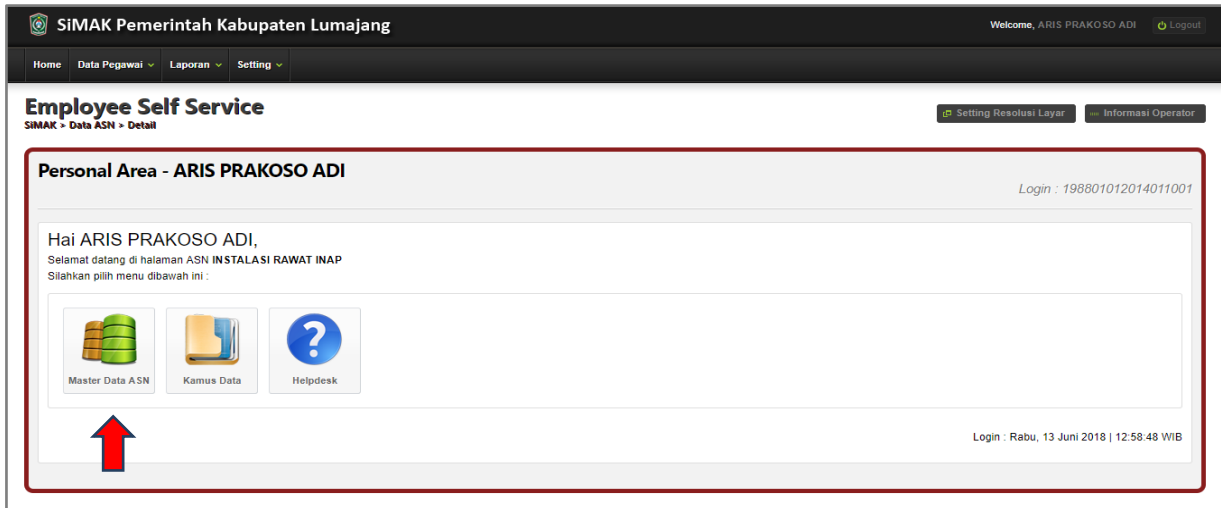 SiMAK Pemerintah Kabupaten Lumajang
Welcome, ARIS PRAKOSO ADI Logout
Home Data Pegawai Laporan Setting
Employee Self Service
SiMAK > Data ASN > Detail
Setting Resolusi Layar Informasi Operator
Personal Area - ARIS PRAKOSO ADI
Login : 198801012014011001
Hai ARIS PRAKOSO ADI,
Selamat datang di halaman ASN INSTALASI RAWAT INAP
Silahkan pilih menu dibawah ini :
Master Data ASN Kamus Data Helpdesk
Login : Rabu, 13 Juni 2018 | 12:58:48 WIB